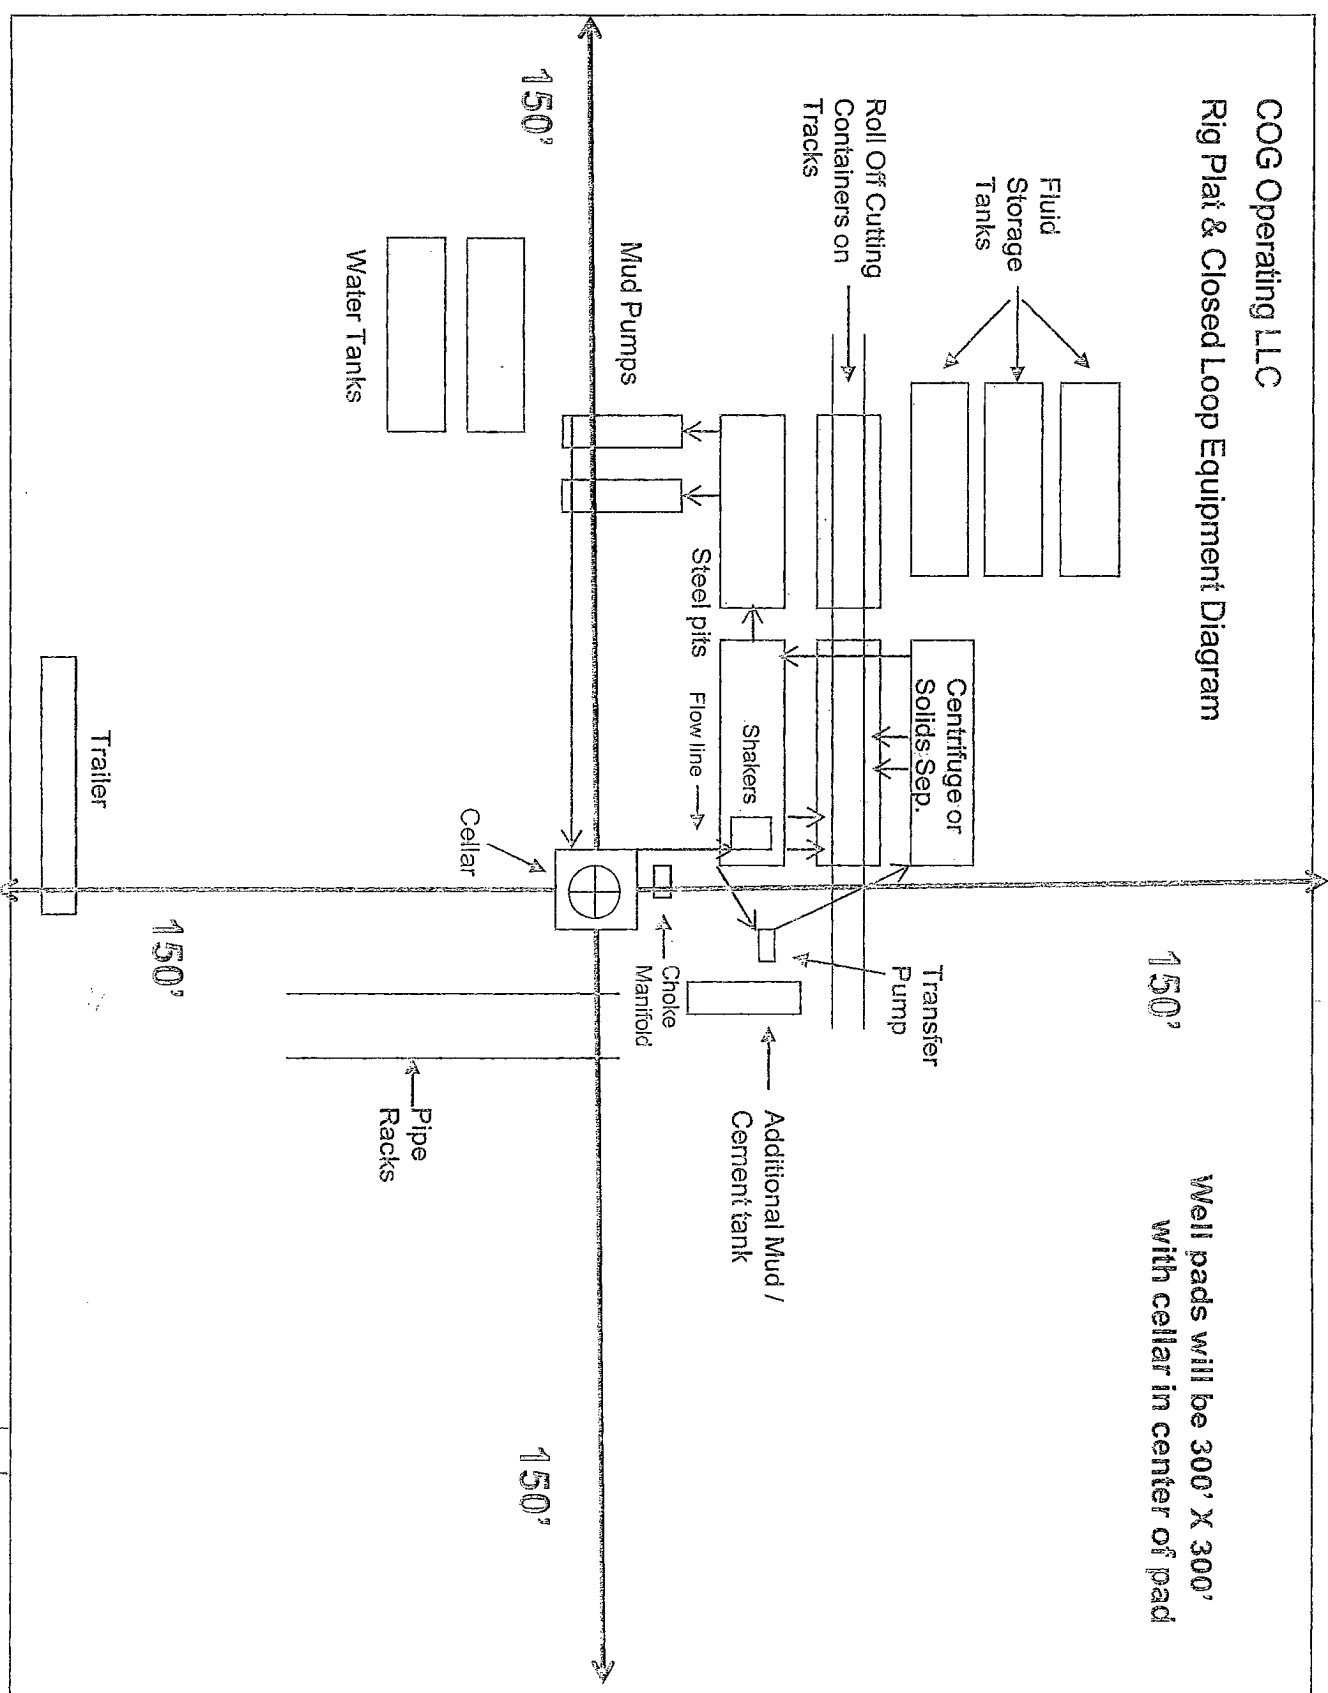 COG Operating LLC
Rig Plat & Closed Loop Equipment Diagram
Well pads will be 300' X 300'
with cellar in center of pad
Fluid
Storage
Tanks
150'
Roll Off Cutting
Containers on
Tracks
Centrifuge or
Solids Sep.
Transfer
Pump
Shakers
Additional Mud /
Cement tank
Steel pits
Flow line
Choke
Manifold
Mud Pumps
150'
150'
Cellar
Water Tanks
Pipe
Racks
150'
Trailer